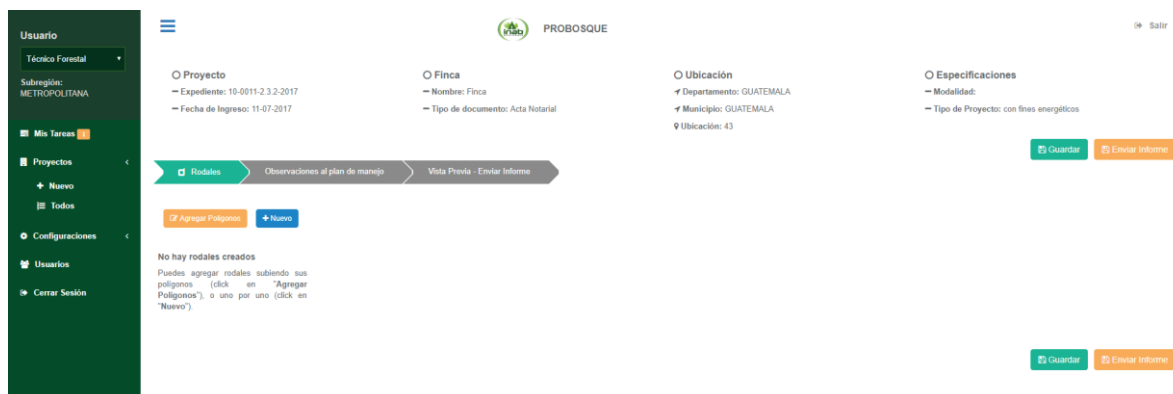 Usuario
Técnico Forestal
Subregión:
METROPOLITANA
Mis Tareas 1
Proyectos
Nuevo
Todos
Configuraciones
Usuarios
Cerrar Sesión
inab
PROBOSQUE
Salir
Proyecto
Expediente: 10-0011-2.3.2-2017
Fecha de Ingreso: 11-07-2017
Finca
Nombre: Finca
Tipo de documento: Acta Notarial
Ubicación
Departamento: GUATEMALA
Municipio: GUATEMALA
Ubicación: 43
Especificaciones
Modalidad:
Tipo de Proyecto: con fines energéticos
Guardar
Enviar Informe
Rodales
Observaciones al plan de manejo
Vista Previa - Enviar Informe
Agregar Poligonos
Nuevo
No hay rodales creados
Puedes agregar rodales subiendo sus
polígonos (click en "Agregar
Poligonos"), o uno por uno (click en
"Nuevo").
Guardar
Enviar Informe